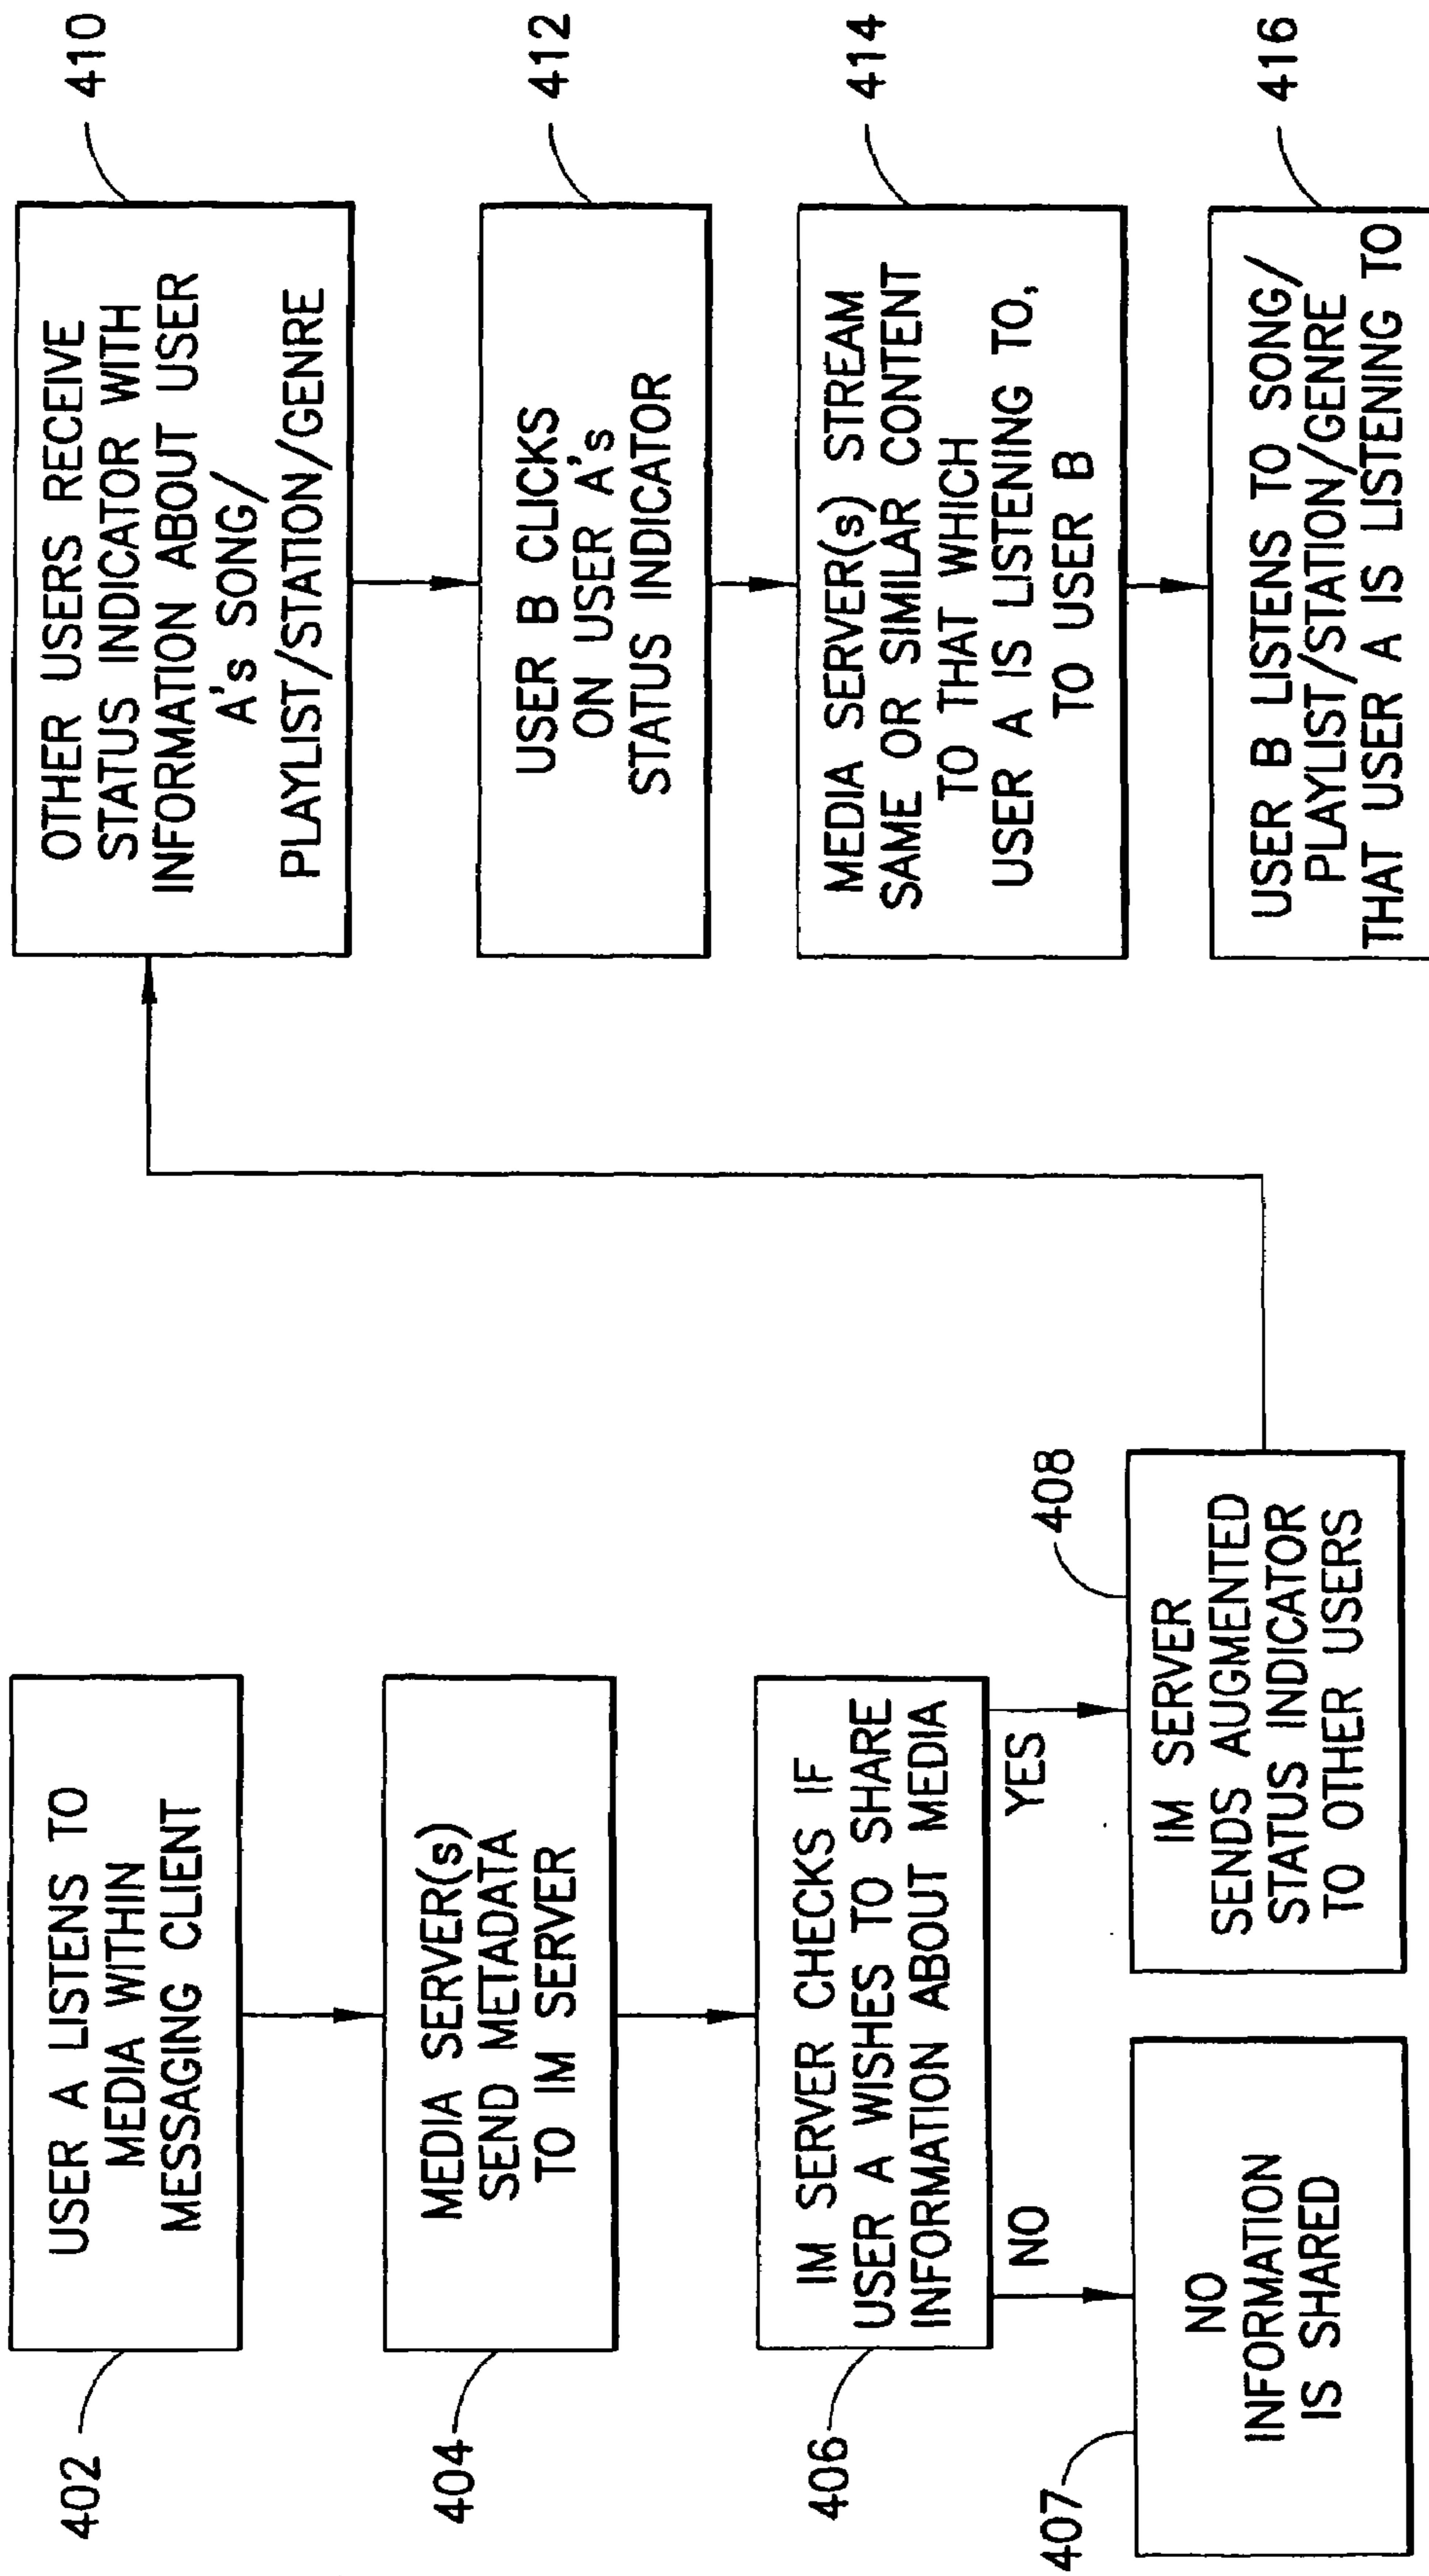 402
USER A LISTENS TO
MEDIA WITHIN
MESSAGING CLIENT
404
MEDIA SERVER(s)
SEND METADATA
TO IM SERVER
406
IM SERVER CHECKS IF
USER A WISHES TO SHARE
INFORMATION ABOUT MEDIA
NO
YES
407
NO
INFORMATION
IS SHARED
408
IM SERVER
SENDS AUGMENTED
STATUS INDICATOR
TO OTHER USERS
410
OTHER USERS RECEIVE
STATUS INDICATOR WITH
INFORMATION ABOUT USER
A's SONG/
PLAYLIST/STATION/GENRE
412
USER B CLICKS
ON USER A's
STATUS INDICATOR
414
MEDIA SERVER(s) STREAM
SAME OR SIMILAR CONTENT
TO THAT WHICH
USER A IS LISTENING TO,
TO USER B
416
USER B LISTENS TO SONG/
PLAYLIST/STATION/GENRE
THAT USER A IS LISTENING TO